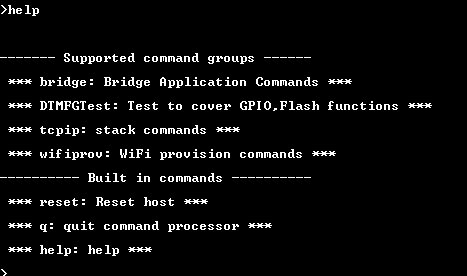 >help
------- Supported command groups ------
*** bridge: Bridge Application Commands ***
*** DTMFGTest: Test to cover GPIO,Flash functions ***
*** tcpip: stack commands ***
*** wifiprov: WiFi provision commands ***
---------- Built in commands ----------
*** reset: Reset host ***
*** q: quit command processor ***
*** help: help ***
>